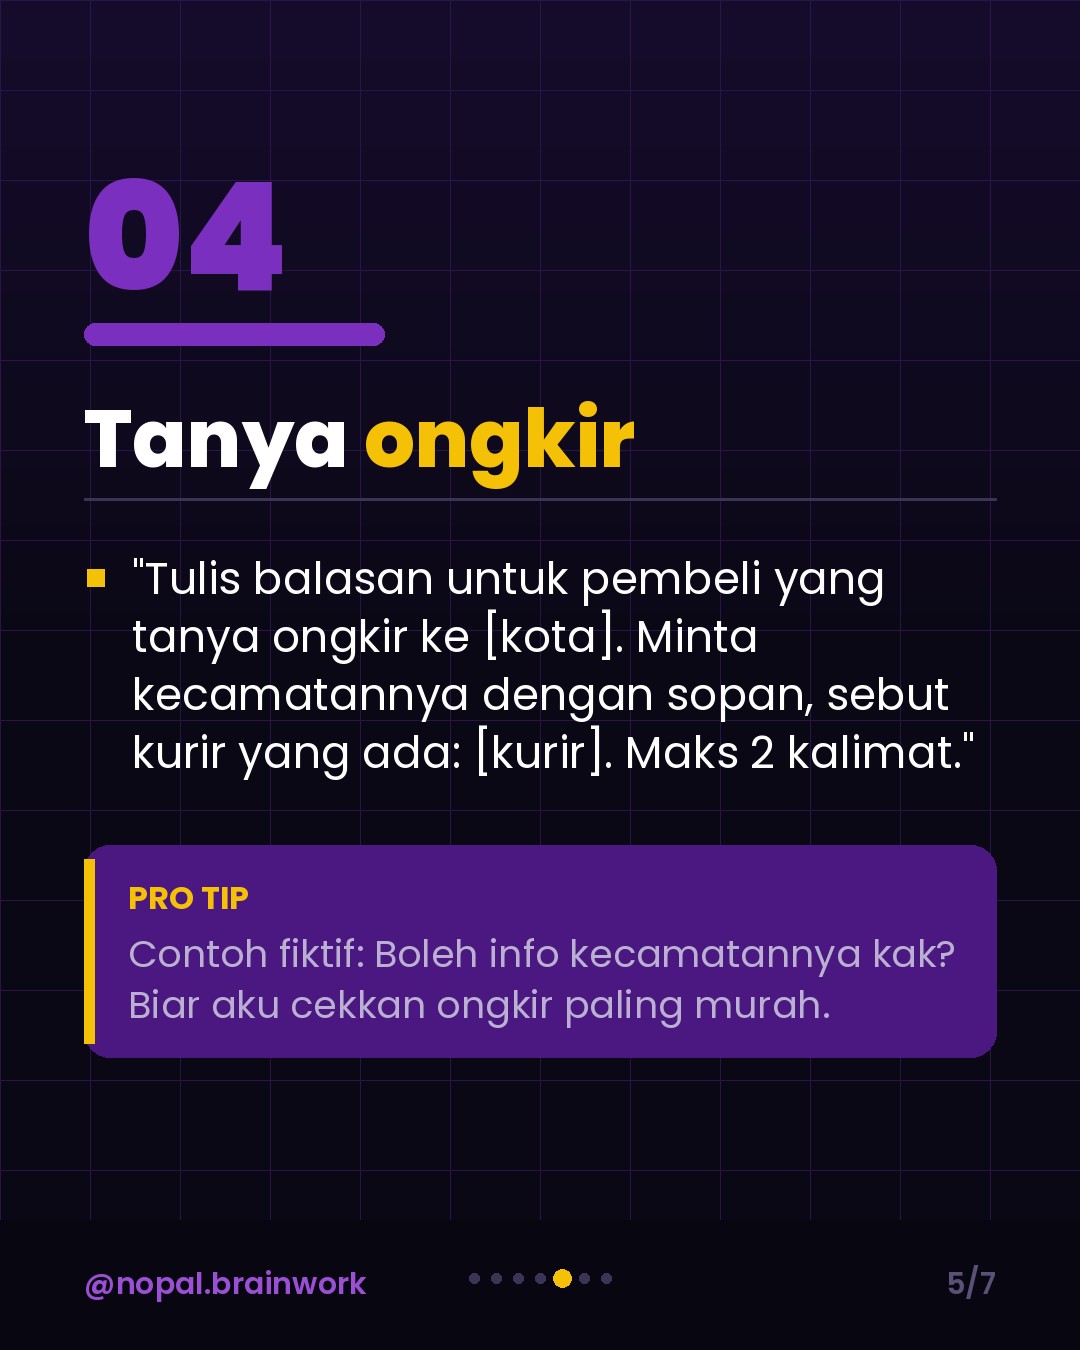 04
Tanya ongkir
"Tulis balasan untuk pembeli yang
tanya ongkir ke [kota]. Minta
kecamatannya dengan sopan, sebut
kurir yang ada: [kurir]. Maks 2 kalimat."
PRO TIP
Contoh fiktif: Boleh info kecamatannya kak?
Biar aku cekkan ongkir paling murah.
@nopal.brainwork
5/7